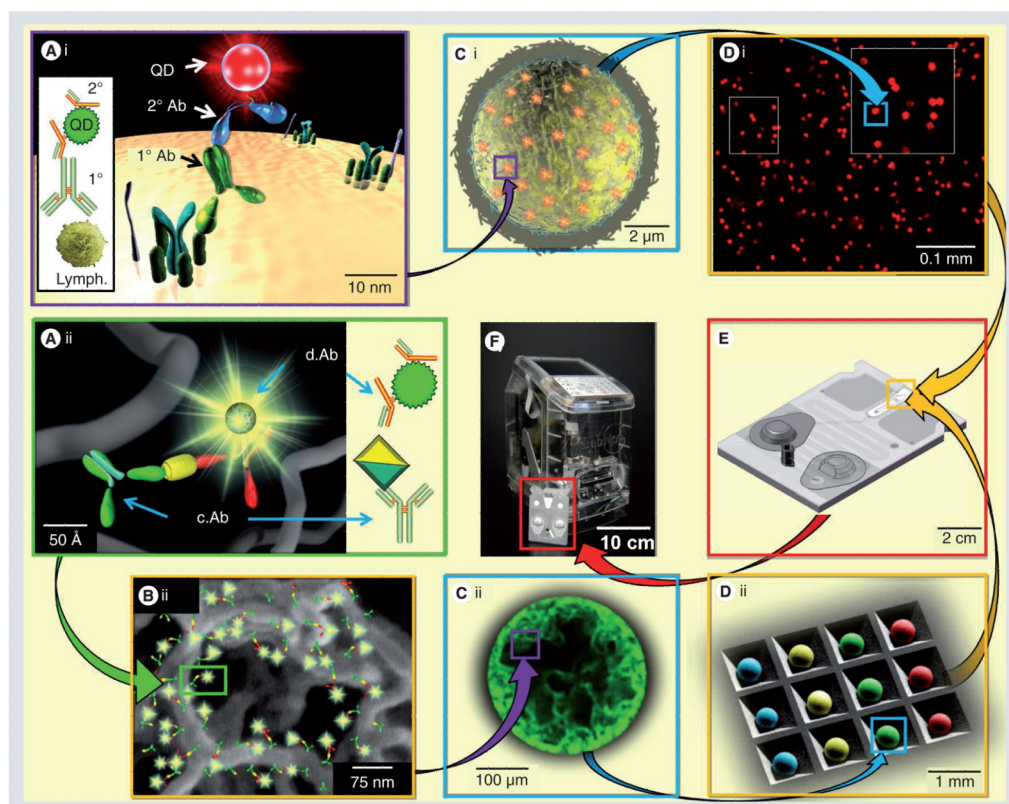 A i
QD
2° Ab
1° Ab
2°
QD
1°
Lymph.
10 nm
C i
2 µm
D i
0.1 mm
A ii
d.Ab
c.Ab
50 Å
F
10 cm
E
2 cm
B ii
75 nm
C ii
100 µm
D ii
1 mm